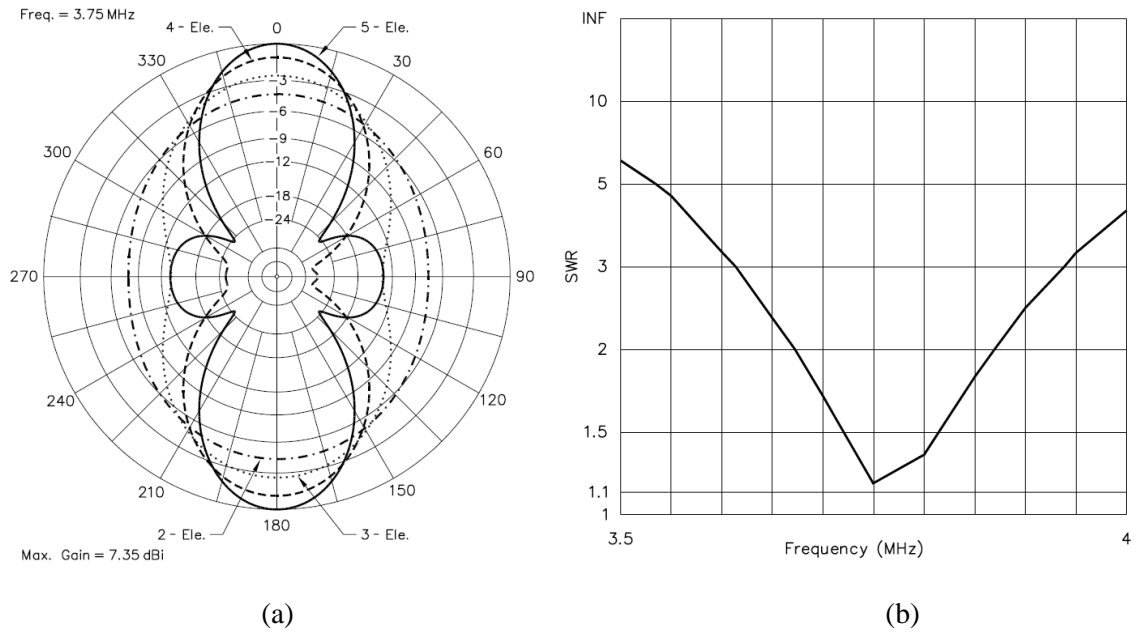 Freq. = 3.75 MHz
4 - Ele.
5 - Ele.
0
330
30
-3
-6
-9
-12
-18
-24
300
60
270
90
240
120
210
150
180
2 - Ele.
3 - Ele.
Max. Gain = 7.35 dBi
(a)
INF
10
5
3
2
1.5
1.1
1
SWR
3.5
4
Frequency (MHz)
(b)